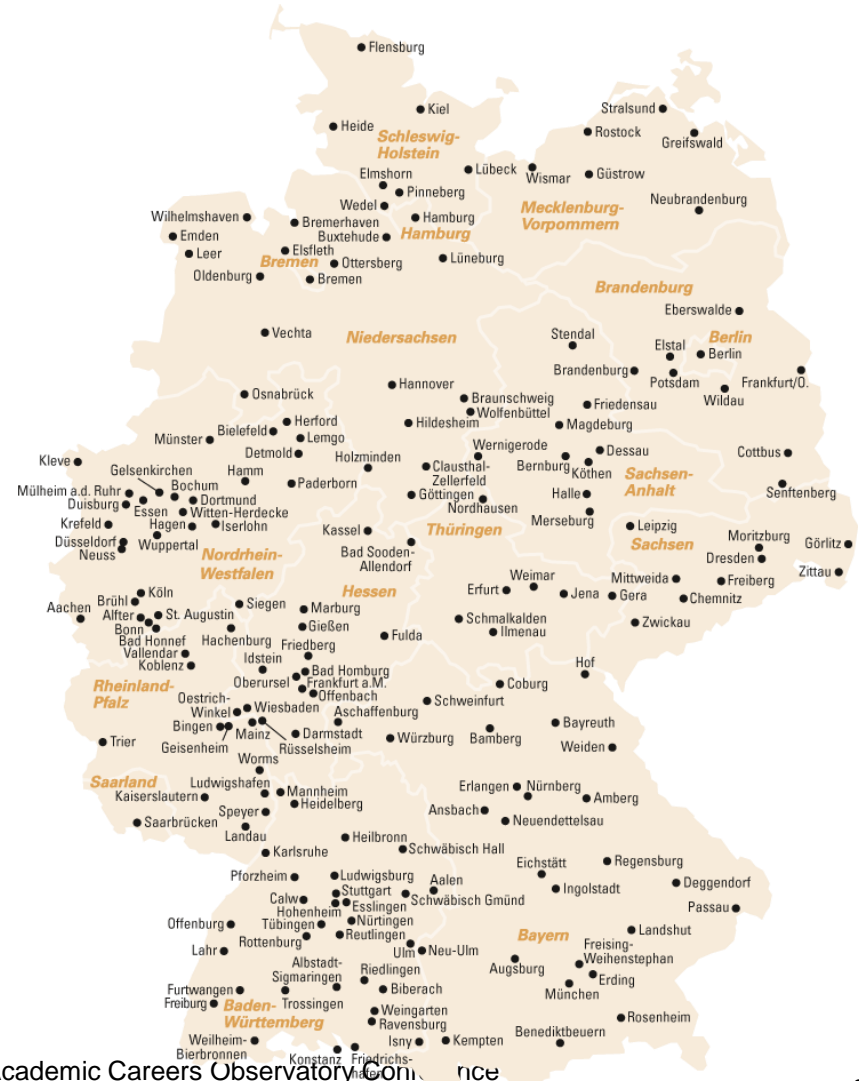 Flensburg
Kiel
Stralsund
Heide
Rostock
Greifswald
Schleswig-
Holstein
Lübeck
Wismar
Güstrow
Elmshorn
Pinneberg
Neubrandenburg
Wedel
Mecklenburg-
Vorpommern
Wilhelmshaven
Bremerhaven
Hamburg
Hamburg
Emden
Buxtehude
Leer
Elsfleth
Bremen
Ottersberg
Lüneburg
Oldenburg
Bremen
Brandenburg
Eberswalde
Vechta
Niedersachsen
Stendal
Berlin
Elstal
Berlin
Brandenburg
Potsdam
Frankfurt/O.
Wildau
Hannover
Osnabrück
Braunschweig
Wolfenbüttel
Friedensau
Herford
Hildesheim
Magdeburg
Bielefeld
Lemgo
Münster
Detmold
Holzminden
Wernigerode
Dessau
Cottbus
Kleve
Gelsenkirchen
Hamm
Clausthal-
Zellerfeld
Bernburg
Köthen
Sachsen-
Anhalt
Bochum
Paderborn
Mülheim a.d. Ruhr
Dortmund
Göttingen
Nordhausen
Halle
Senftenberg
Duisburg
Essen
Witten-Herdecke
Merseburg
Krefeld
Hagen
Iserlohn
Kassel
Thüringen
Leipzig
Düsseldorf
Neuss
Wuppertal
Nordrhein-
Westfalen
Bad Sooden-
Allendorf
Sachsen
Moritzburg
Dresden
Görlitz
Weimar
Mittweida
Freiberg
Zittau
Köln
Hessen
Erfurt
Jena
Gera
Chemnitz
Brühl
Siegen
Marburg
Aachen
Alfter
St. Augustin
Schmalkalden
Zwickau
Bonn
Gießen
Ilmenau
Bad Honnef
Hachenburg
Friedberg
Fulda
Vallendar
Koblenz
Idstein
Hof
Rheinland-
Pfalz
Bad Homburg
Oberursel
Frankfurt a.M.
Offenbach
Coburg
Oestrich-
Winkel
Wiesbaden
Aschaffenburg
Schweinfurt
Bingen
Mainz
Darmstadt
Würzburg
Bamberg
Bayreuth
Geisenheim
Rüsselsheim
Trier
Weiden
Worms
Saarland
Ludwigshafen
Mannheim
Erlangen
Nürnberg
Kaiserslautern
Heidelberg
Amberg
Speyer
Ansbach
Saarbrücken
Neuendettelsau
Landau
Heilbronn
Karlsruhe
Schwäbisch Hall
Eichstätt
Regensburg
Pforzheim
Ludwigsburg
Aalen
Deggendorf
Stuttgart
Ingolstadt
Calw
Esslingen
Schwäbisch Gmünd
Passau
Hohenheim
Offenburg
Tübingen
Nürtingen
Landshut
Rottenburg
Reutlingen
Bayern
Lahr
Ulm
Neu-Ulm
Freising-
Weihenstephan
Albstadt-
Sigmaringen
Riedlingen
Augsburg
Erding
Furtwangen
Trossingen
Biberach
München
Freiburg
Baden-
Württemberg
Weingarten
Ravensburg
Rosenheim
Weilheim-
Bierbronnen
Isny
Kempten
Benediktbeuern
Konstanz
Friedrichs-
hafen
Academic Careers Observatory